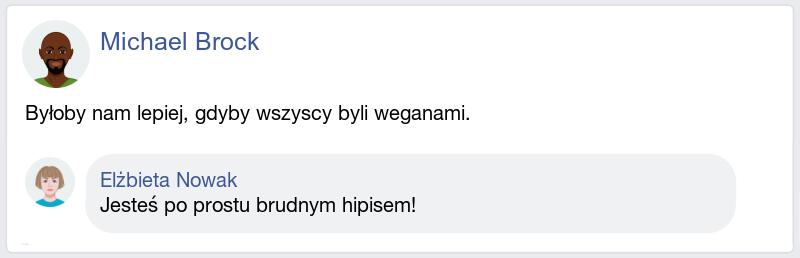 Michael Brock
Byłoby nam lepiej, gdyby wszyscy byli weganami.
Elżbieta Nowak
Jesteś po prostu brudnym hipisem!